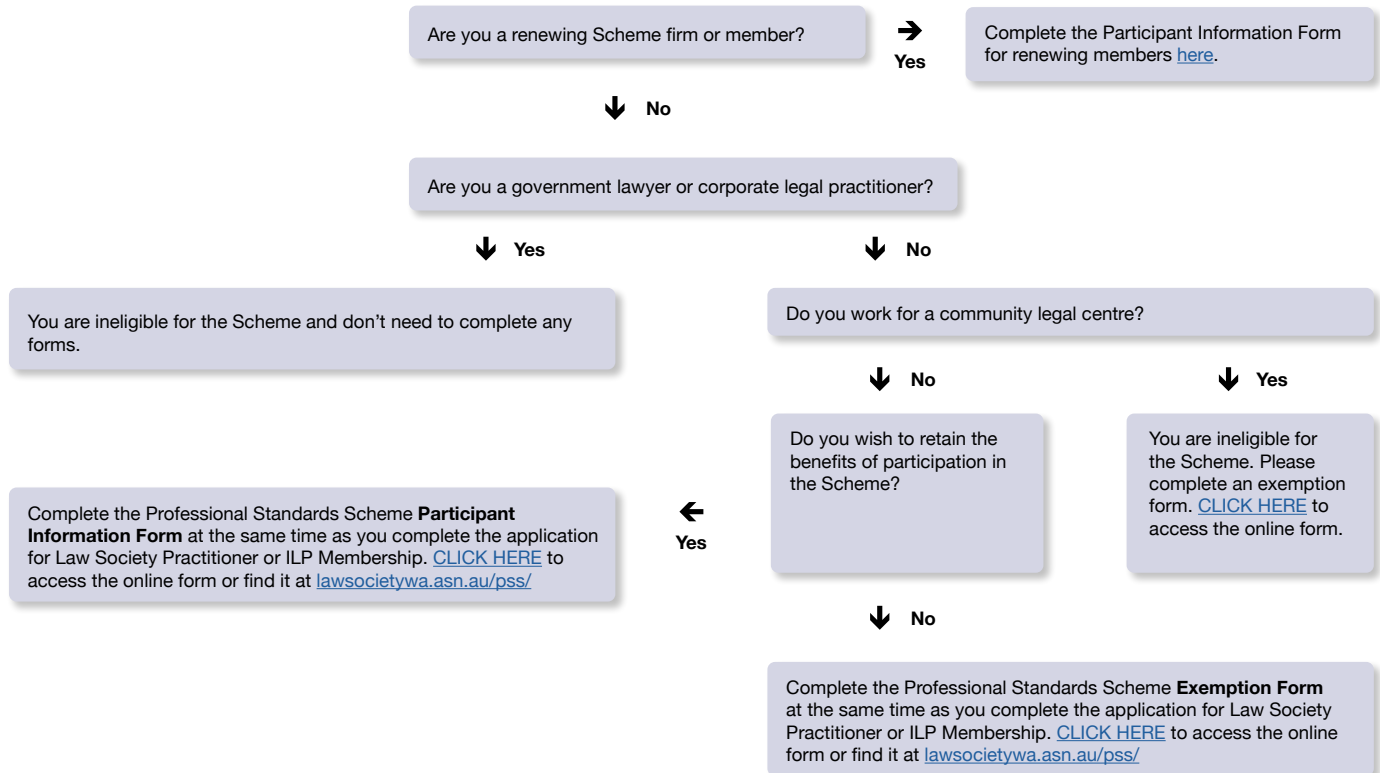 Are you a renewing Scheme firm or member?
Yes
Complete the Participant Information Form
for renewing members here.
No
Are you a government lawyer or corporate legal practitioner?
Yes
No
You are ineligible for the Scheme and don’t need to complete any
forms.
Do you work for a community legal centre?
No
Yes
Do you wish to retain the
benefits of participation in
the Scheme?
You are ineligible for
the Scheme. Please
complete an exemption
form. CLICK HERE to
access the online form.
Yes
Complete the Professional Standards Scheme Participant
Information Form at the same time as you complete the application
for Law Society Practitioner or ILP Membership. CLICK HERE to
access the online form or find it at lawsocietywa.asn.au/pss/
No
Complete the Professional Standards Scheme Exemption Form
at the same time as you complete the application for Law Society
Practitioner or ILP Membership. CLICK HERE to access the online
form or find it at lawsocietywa.asn.au/pss/